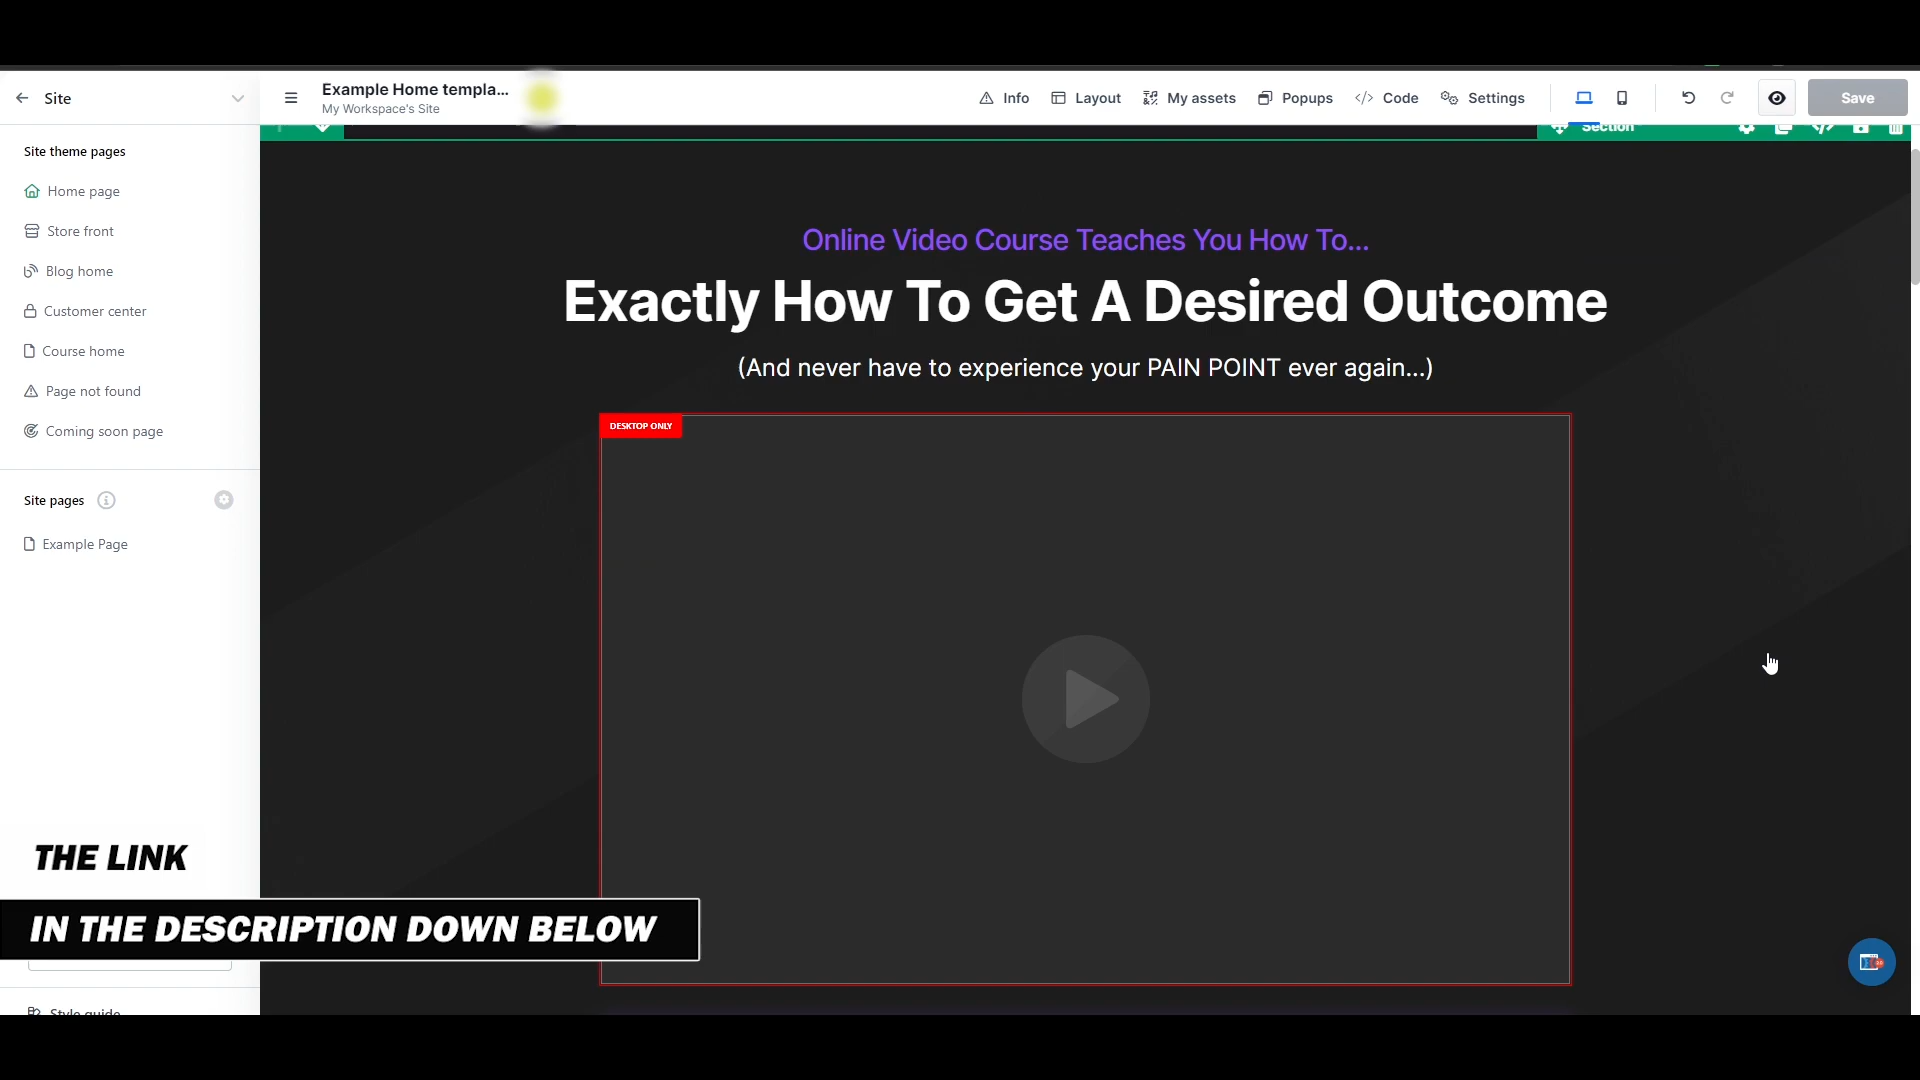 Site
Example Home templa...
My Workspace's Site
Info
Layout
My assets
Popups
Code
Settings
Save
Section
Site theme pages
Home page
Store front
Blog home
Customer center
Course home
Page not found
Coming soon page
Site pages
Example Page
Online Video Course Teaches You How To...
Exactly How To Get A Desired Outcome
(And never have to experience your PAIN POINT ever again...)
DESKTOP ONLY
THE LINK
IN THE DESCRIPTION DOWN BELOW
Style guide